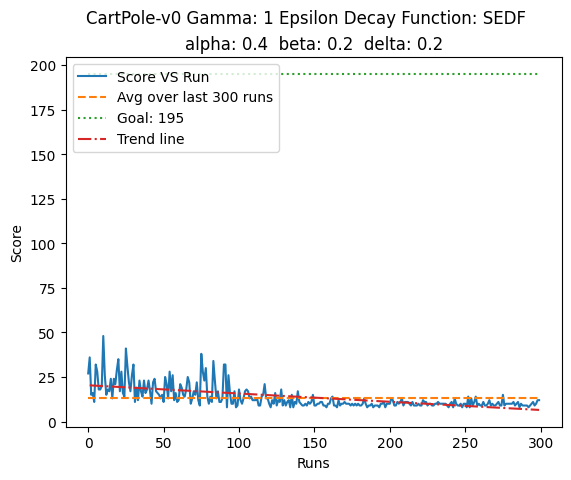 CartPole-v0 Gamma: 1 Epsilon Decay Function: SEDF
alpha: 0.4 beta: 0.2 delta: 0.2
Score VS Run
Avg over last 300 runs
Goal: 195
Trend line
Score
200
175
150
125
100
75
50
25
0
0 50 100 150 200 250 300
Runs